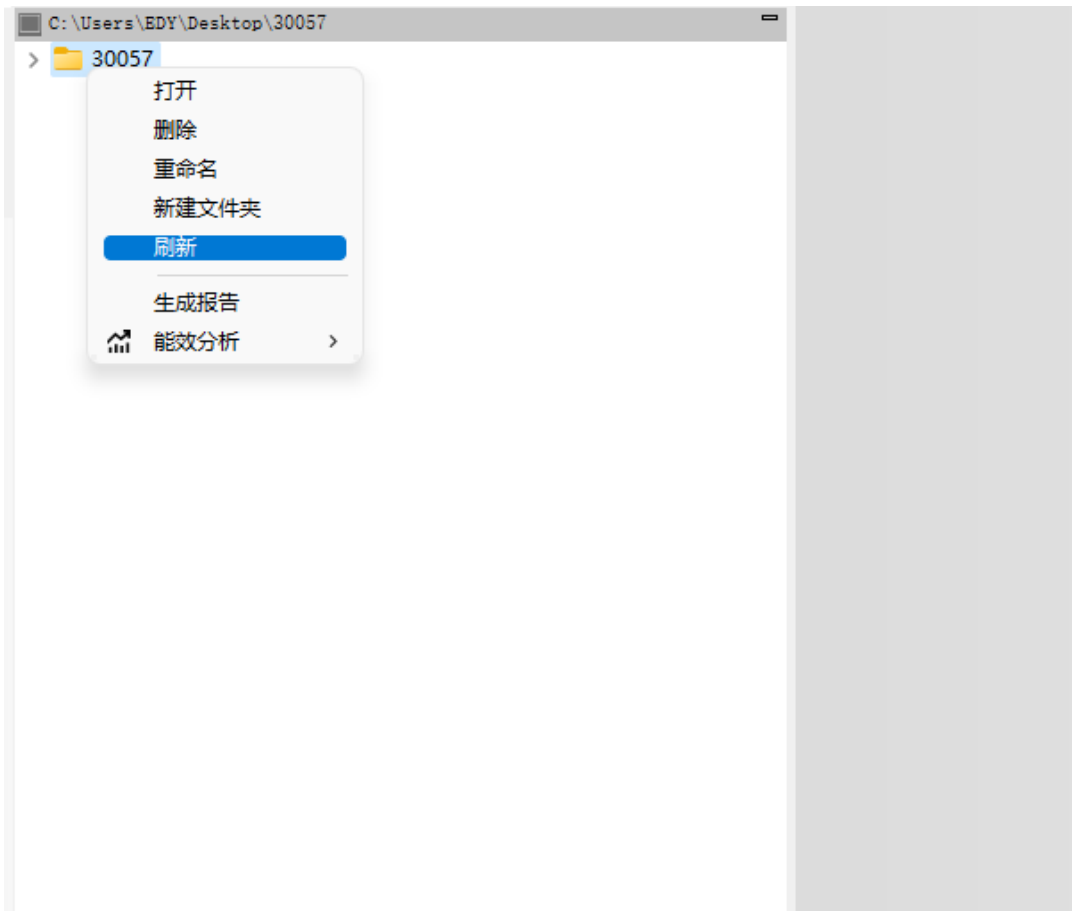 C:\Users\EDY\Desktop\30057
30057
打开
删除
重命名
新建文件夹
刷新
生成报告
能效分析